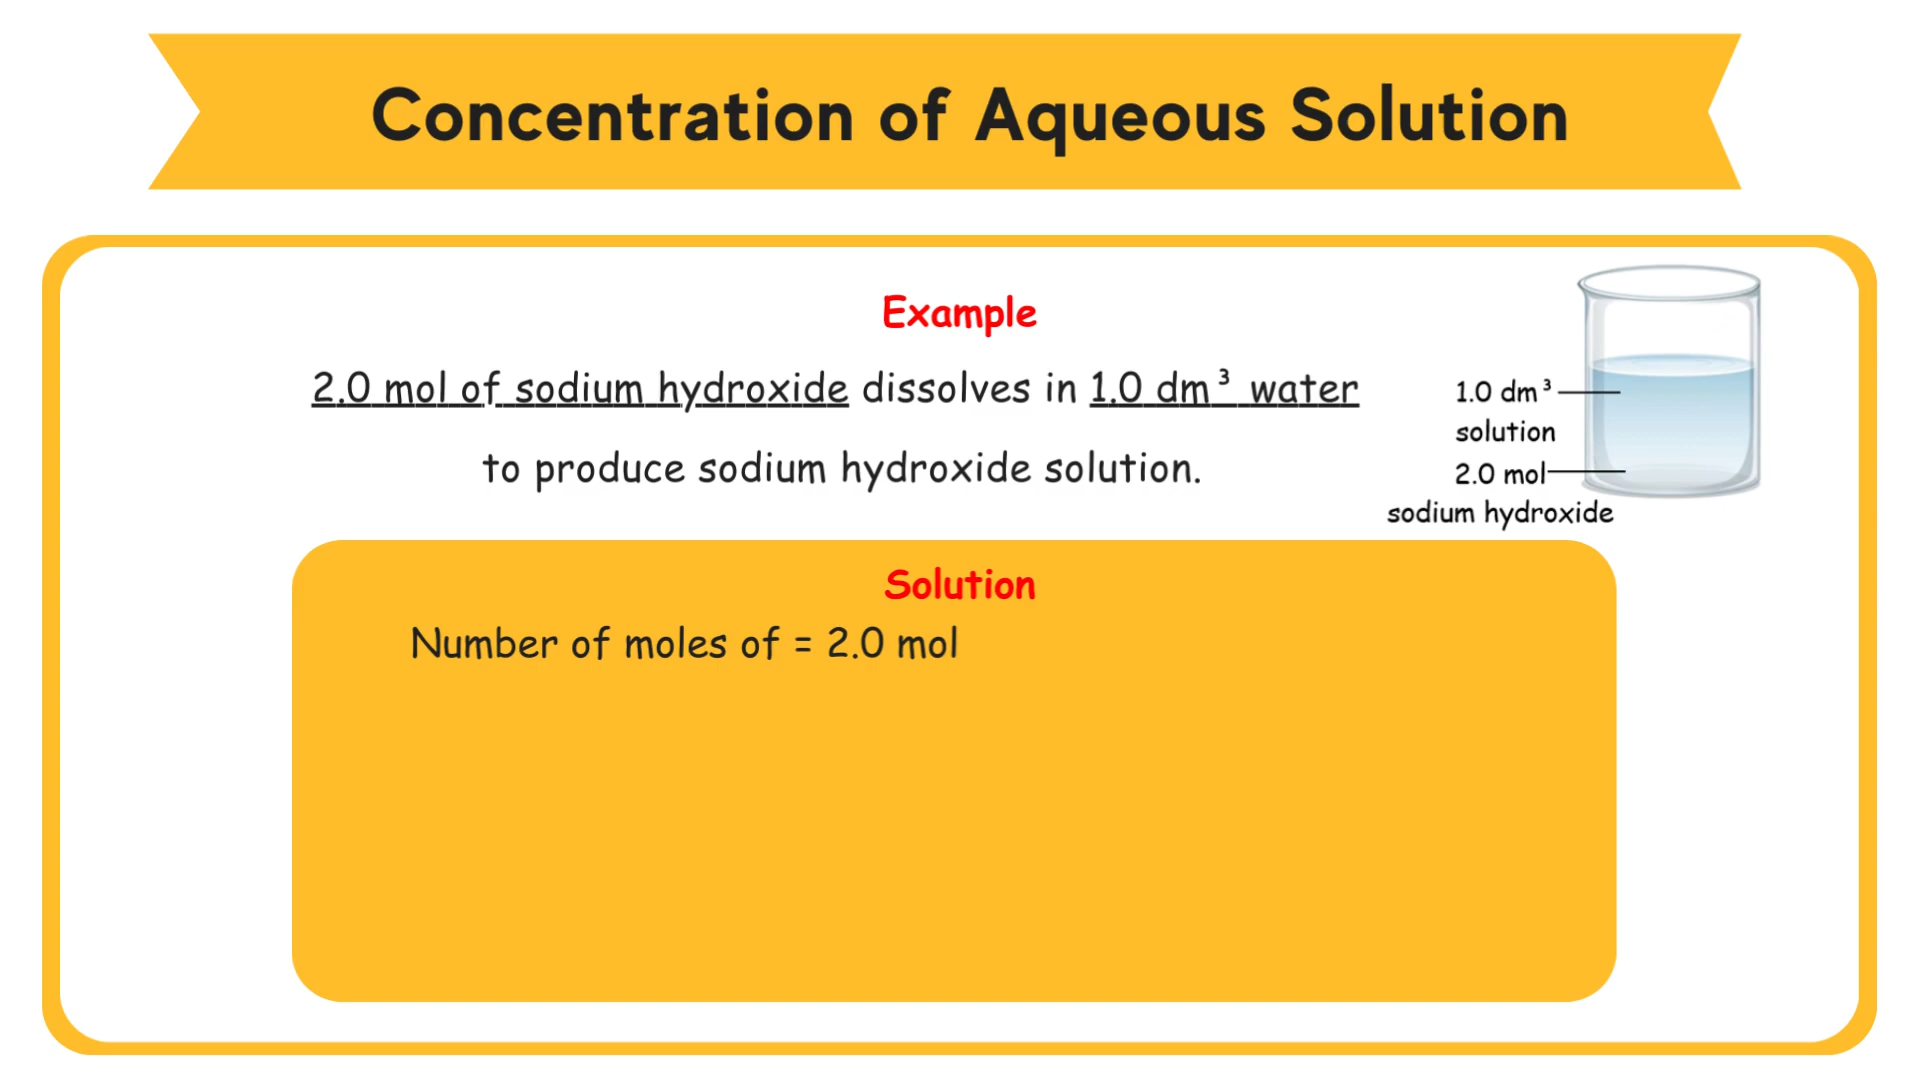 Concentration of Aqueous Solution
Example
2.0 mol of sodium hydroxide dissolves in 1.0 dm³ water
to produce sodium hydroxide solution.
1.0 dm³
solution
2.0 mol
sodium hydroxide
Solution
Number of moles of = 2.0 mol